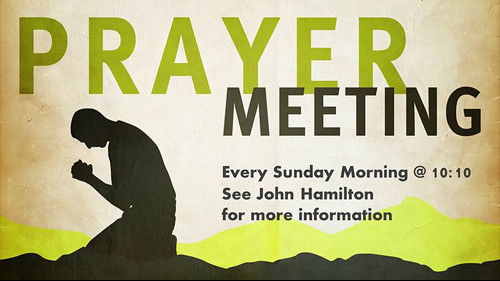 PRAYER
MEETING
Every Sunday Morning @ 10:10
See John Hamilton
for more information